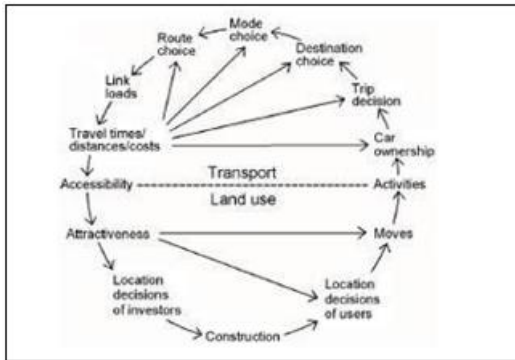 Mode
choice
Route
choice
Destination
choice
Link
loads
Trip
decision
Travel times/
distances/costs
Car
ownership
Transport
Accessibility
Activities
Land use
Attractiveness
Moves
Location
decisions
of investors
Location
decisions
of users
Construction